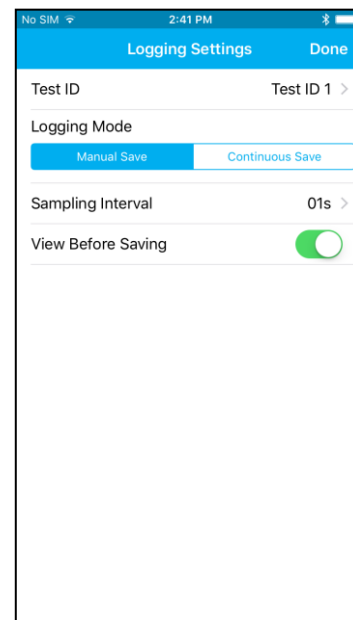 No SIM 2:41 PM
Logging Settings Done
Test ID Test ID 1
Logging Mode
Manual Save Continuous Save
Sampling Interval 01s
View Before Saving